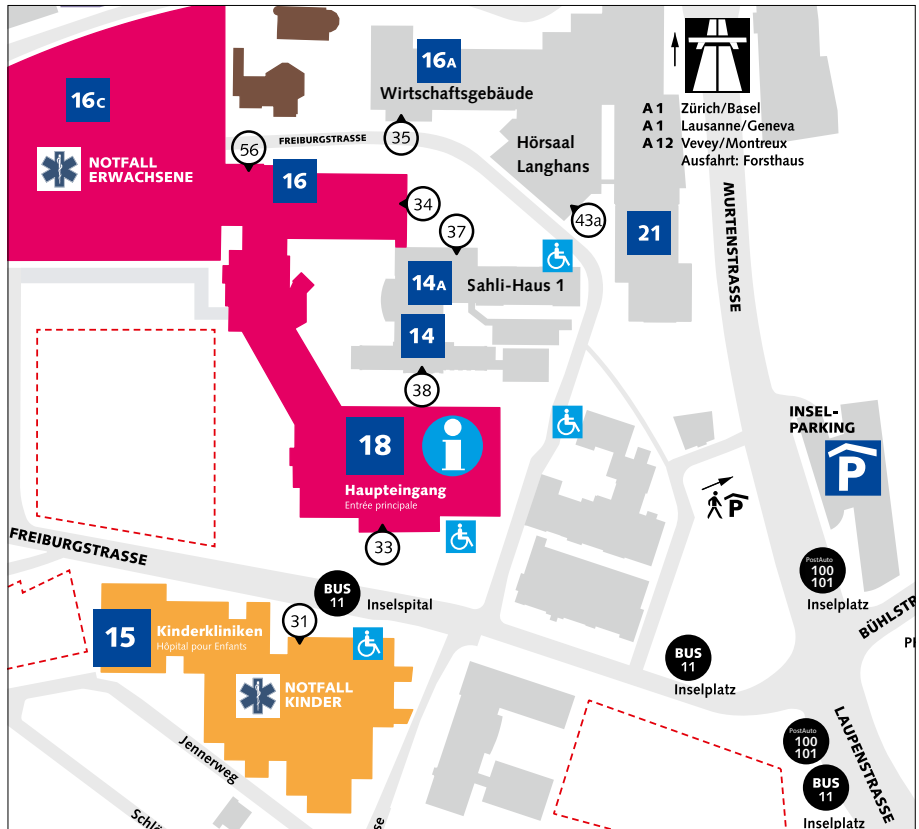 16A
Wirtschaftsgebäude
16C
NOTFALL
ERWACHSENE
A 1 Zürich/Basel
A 1 Lausanne/Geneva
A 12 Vevey/Montreux
Ausfahrt: Forsthaus
56
FREIBURGSTRASSE
35
Hörsaal
Langhans
16
34
37
43a
21
MURTENSTRASSE
14A
Sahli-Haus 1
14
38
INSEL-
PARKING
P
18
i
Haupteingang
Entrée principale
P
33
FREIBURGSTRASSE
BUS
11
Inselspital
PostAuto
100
101
Inselplatz
BÜHLSTR
15
Kinderkliniken
Hôpital pour Enfants
31
BUS
11
Inselplatz
NOTFALL
KINDER
Jennerweg
LAUPENSTRASSE
PostAuto
100
101
BUS
11
Inselplatz
Schlö
sse